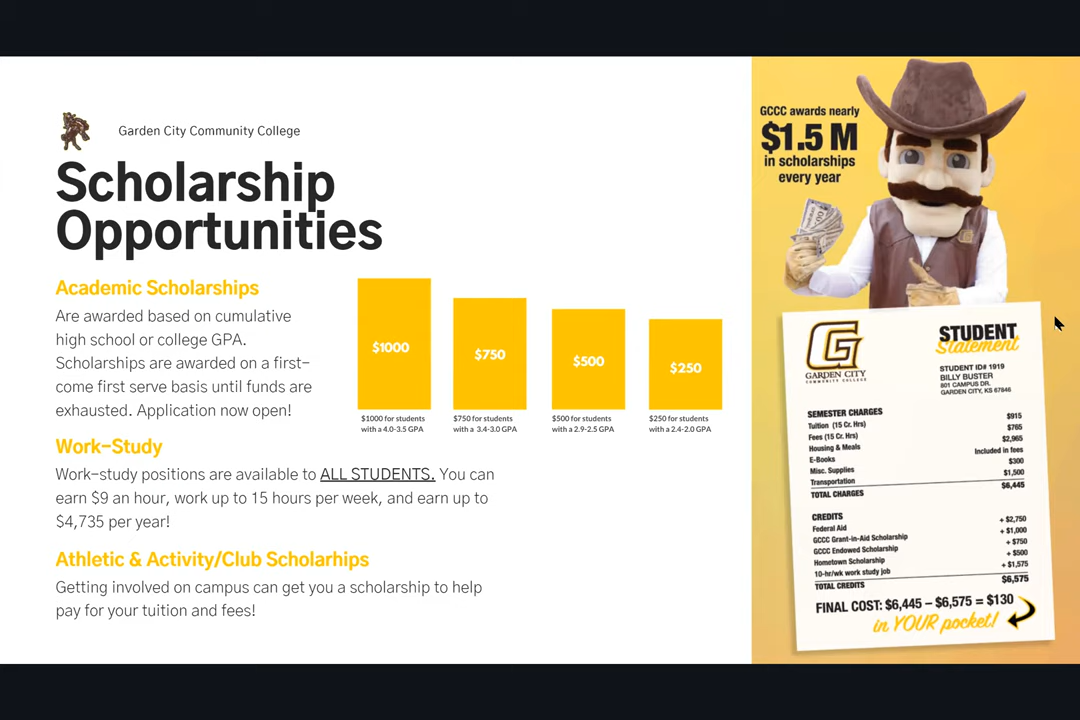 Garden City Community College
Scholarship
Opportunities
Academic Scholarships
Are awarded based on cumulative
high school or college GPA.
Scholarships are awarded on a first-
come first serve basis until funds are
exhausted. Application now open!
$1000
$750
$500
$250
$1000 for students
with a 4.0-3.5 GPA
$750 for students
with a 3.4-3.0 GPA
$500 for students
with a 2.9-2.5 GPA
$250 for students
with a 2.4-2.0 GPA
Work-Study
Work-study positions are available to ALL STUDENTS. You can
earn $9 an hour, work up to 15 hours per week, and earn up to
$4,735 per year!
Athletic & Activity/Club Scholarhips
Getting involved on campus can get you a scholarship to help
pay for your tuition and fees!
GCCC awards nearly
$1.5 M
in scholarships
every year
G
GARDEN CITY
COMMUNITY COLLEGE
STUDENT
Statement
STUDENT ID# 1919
BILLY BUSTER
801 CAMPUS DR.
GARDEN CITY, KS 67846
SEMESTER CHARGES
Tuition (15 Cr. Hrs) $915
Fees (15 Cr. Hrs) $765
Housing & Meals $2,965
E-Books Included in fees
Misc. Supplies $300
Transportation $1,500
TOTAL CHARGES $6,445
CREDITS
Federal Aid + $2,750
GCCC Grant-in-Aid Scholarship + $1,000
GCCC Endowed Scholarship + $750
Hometown Scholarship + $500
10-hr/wk work study job + $1,575
TOTAL CREDITS $6,575
FINAL COST: $6,445 – $6,575 = $130
in YOUR pocket!